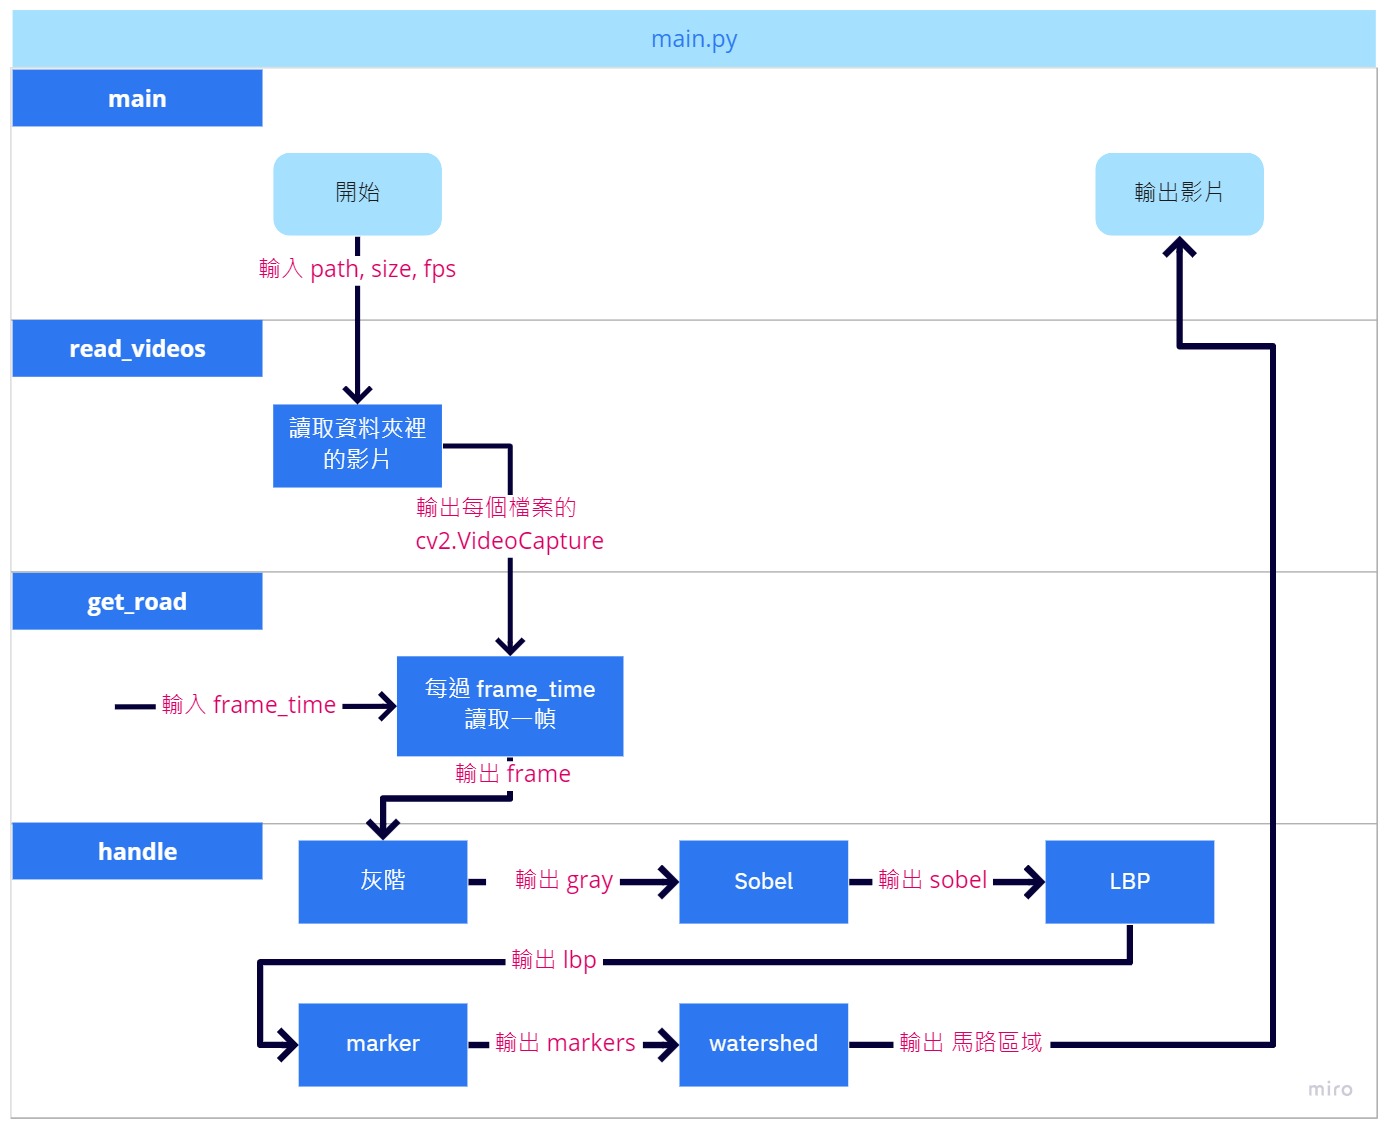 main.py
main
開始
輸出影片
輸入 path, size, fps
read_videos
讀取資料夾裡
的影片
輸出每個檔案的
cv2.VideoCapture
get_road
輸入 frame_time
每過 frame_time
讀取一幀
輸出 frame
handle
灰階
輸出 gray
Sobel
輸出 sobel
LBP
輸出 lbp
marker
輸出 markers
watershed
輸出 馬路區域
miro